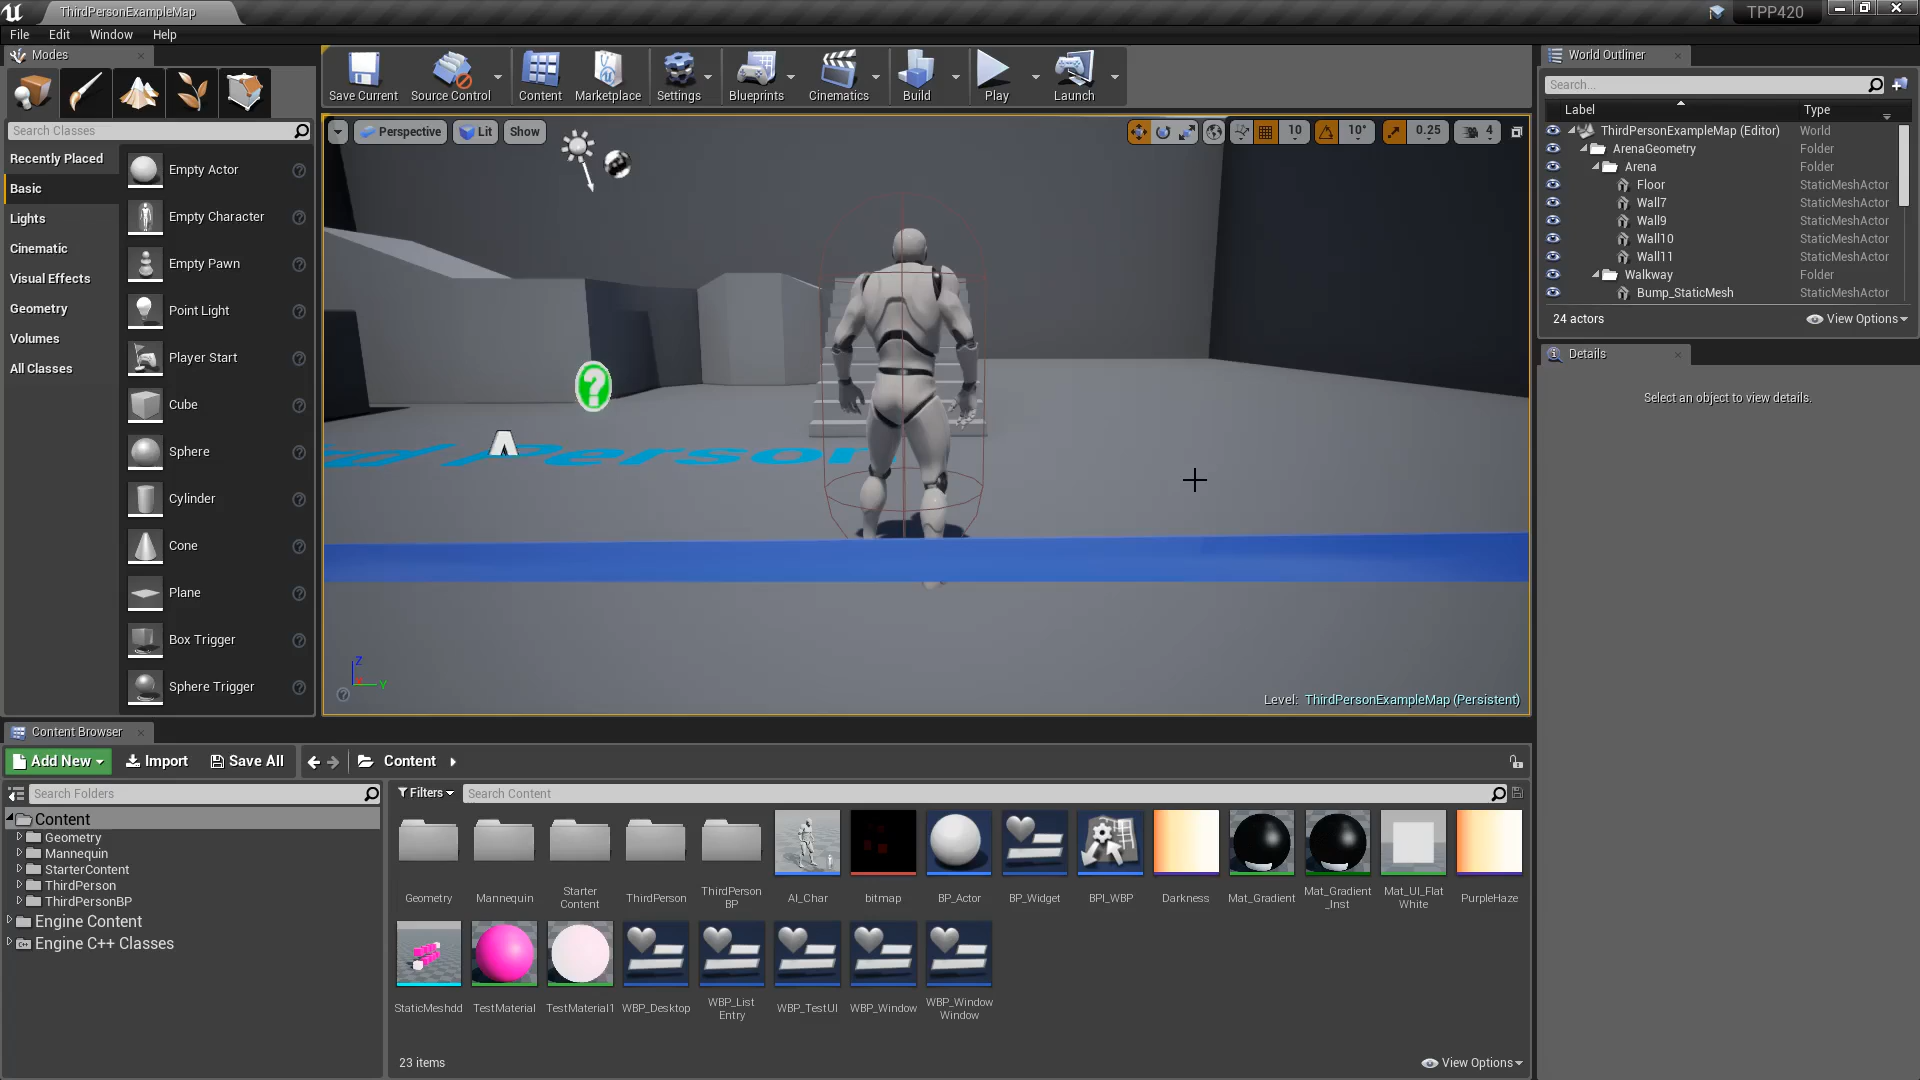 ThirdPersonExampleMap
TPP420
File Edit Window Help
Modes
Search Classes
Recently Placed
Basic
Lights
Cinematic
Visual Effects
Geometry
Volumes
All Classes
Empty Actor
Empty Character
Empty Pawn
Point Light
Player Start
Cube
Sphere
Cylinder
Cone
Plane
Box Trigger
Sphere Trigger
Save Current Source Control Content Marketplace Settings Blueprints Cinematics Build Play Launch
Perspective Lit Show
10 10° 0.25 4
Person
Z
Y
Level: ThirdPersonExampleMap (Persistent)
World Outliner
Search...
Label Type
ThirdPersonExampleMap (Editor) World
ArenaGeometry Folder
Arena Folder
Floor StaticMeshActor
Wall7 StaticMeshActor
Wall9 StaticMeshActor
Wall10 StaticMeshActor
Wall11 StaticMeshActor
Walkway Folder
Bump_StaticMesh StaticMeshActor
24 actors View Options
Details
Select an object to view details.
Content Browser
Add New Import Save All Content
Search Folders
Content
Geometry
Mannequin
StarterContent
ThirdPerson
ThirdPersonBP
Engine Content
Engine C++ Classes
Filters Search Content
Geometry
Mannequin
Starter
Content
ThirdPerson
ThirdPerson
BP
AI_Char
bitmap
BP_Actor
BP_Widget
BPI_WBP
Darkness
Mat_Gradient
Mat_Gradient
_Inst
Mat_UI_Flat
White
PurpleHaze
StaticMeshdd
TestMaterial
TestMaterial1
WBP_Desktop
WBP_List
Entry
WBP_TestUI
WBP_Window
WBP_Window
Window
23 items View Options